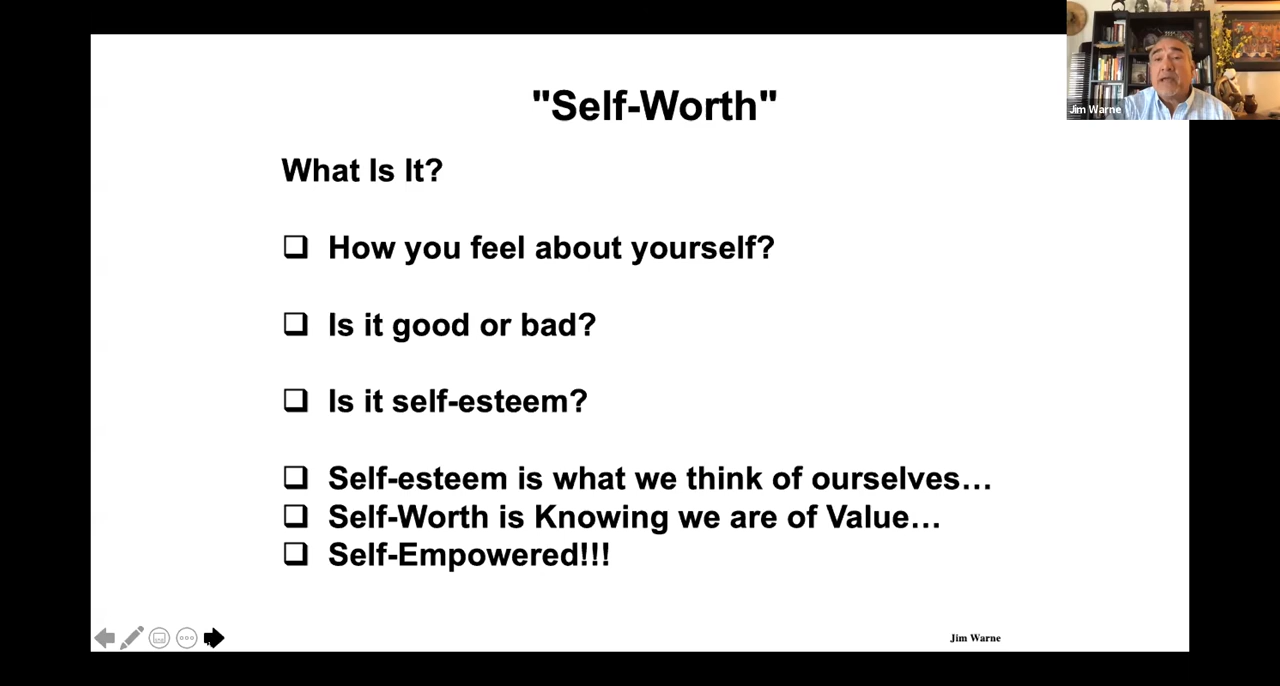 "Self-Worth"
Jim Warne
What Is It?
❑ How you feel about yourself?
❑ Is it good or bad?
❑ Is it self-esteem?
❑ Self-esteem is what we think of ourselves…
❑ Self-Worth is Knowing we are of Value…
❑ Self-Empowered!!!
Jim Warne